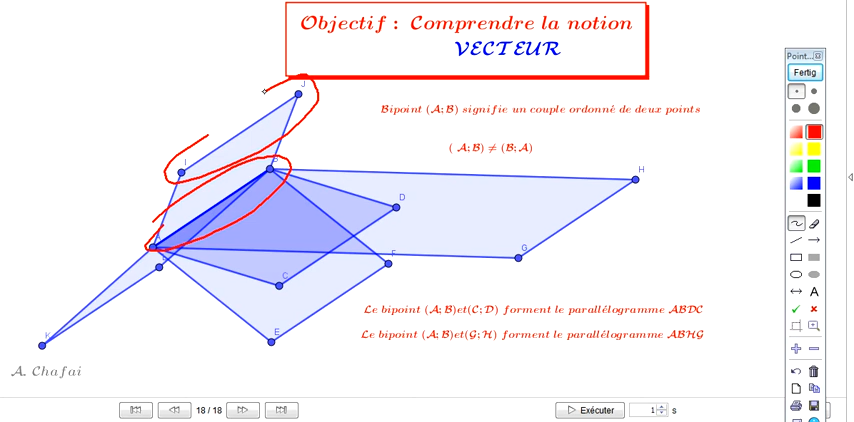 Objectif : Comprendre la notion
VECTEUR
Bipoint (A;B) signifie un couple ordonné de deux points
( A;B) ≠ (B;A)
J
I
B
H
D
A
F
G
C
E
K
Le bipoint (A;B)et(C;D) forment le parallélogramme ABDC
Le bipoint (A;B)et(G;H) forment le parallélogramme ABHG
A. Chafai
18 / 18
Exécuter
1
s
Point...
Fertig
A